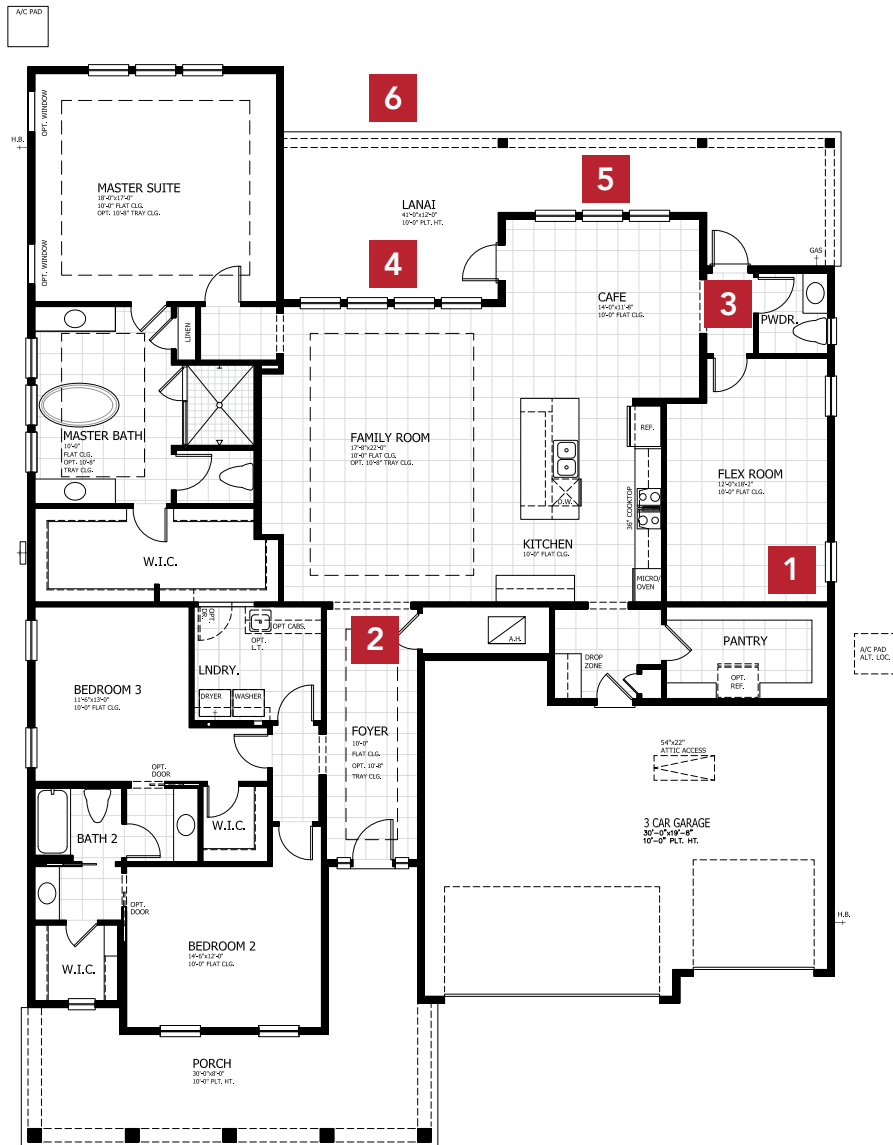 A/C PAD
6
OPT. WINDOW
H.B.
MASTER SUITE
18'-0"x17'-0"
10'-0" FLAT CLG.
OPT. 10'-8" TRAY CLG.
OPT. WINDOW
LANAI
41'-0"x12'-0"
10'-0" PLT. HT.
5
4
GAS
3
CAFE
14'-0"x11'-8"
10'-0" FLAT CLG.
PWDR.
LINEN
MASTER BATH
10'-0"
FLAT CLG.
OPT. 10'-8"
TRAY CLG.
FAMILY ROOM
17'-8"x22'-0"
10'-0" FLAT CLG.
OPT. 10'-8" TRAY CLG.
REF.
D.W.
36" COOKTOP
FLEX ROOM
12'-0"x18'-2"
10'-0" FLAT CLG.
KITCHEN
10'-0" FLAT CLG.
MICRO/
OVEN
1
W.I.C.
OPT.
DR.
OPT CABS.
OPT.
L.T.
LNDRY.
DRYER
WASHER
2
A.H.
DROP
ZONE
PANTRY
OPT.
REF.
A/C PAD
ALT. LOC.
BEDROOM 3
11'-6"x13'-0"
10'-0" FLAT CLG.
FOYER
10'-0"
FLAT CLG.
OPT. 10'-8"
TRAY CLG.
54"x22"
ATTIC ACCESS
OPT.
DOOR
W.I.C.
BATH 2
3 CAR GARAGE
30'-0"x19'-8"
10'-0" PLT. HT.
OPT.
DOOR
H.B.
BEDROOM 2
14'-6"x12'-0"
10'-0" FLAT CLG.
W.I.C.
PORCH
30'-0"x8'-0"
10'-0" PLT. HT.